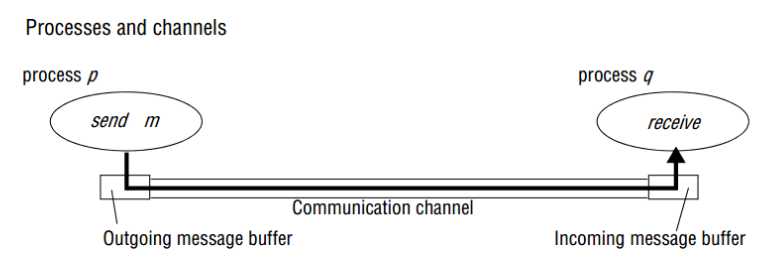 Processes and channels
process p
process q
send m
receive
Communication channel
Outgoing message buffer
Incoming message buffer